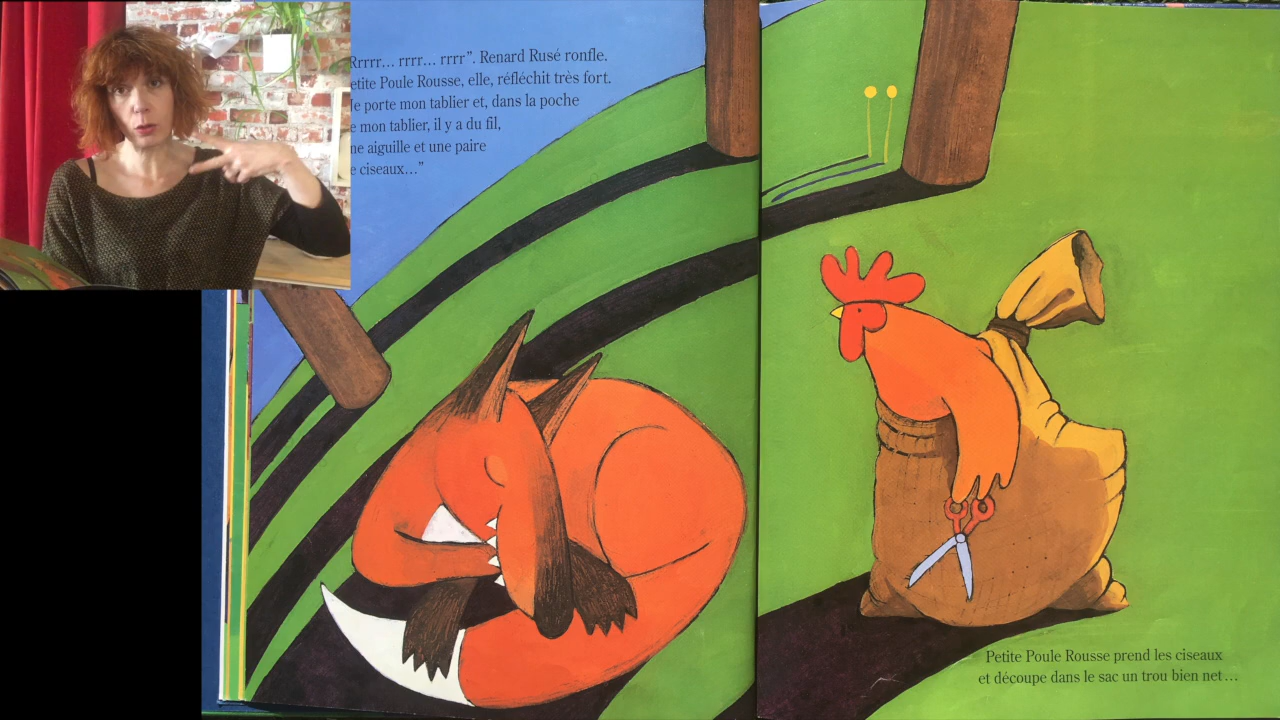 Rrrrr... rrrr... rrrr”. Renard Rusé ronfle.
etite Poule Rousse, elle, réfléchit très fort.
e porte mon tablier et, dans la poche
e mon tablier, il y a du fil,
ne aiguille et une paire
e ciseaux...”
Petite Poule Rousse prend les ciseaux
et découpe dans le sac un trou bien net...